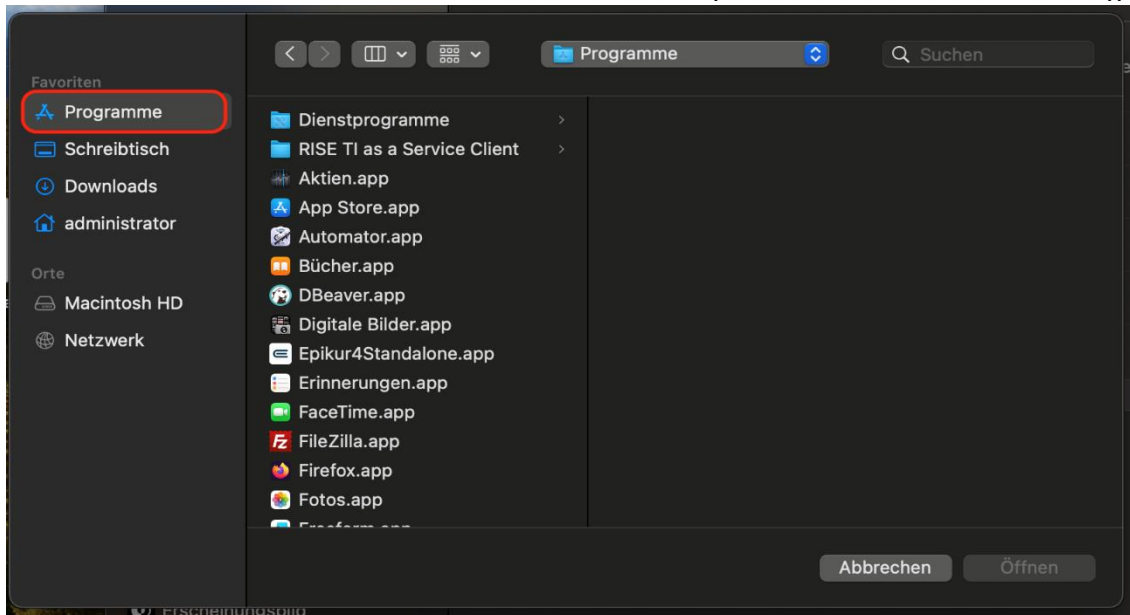 Programme
Suchen
Favoriten
Programme
Schreibtisch
Downloads
administrator
Orte
Macintosh HD
Netzwerk
Dienstprogramme
RISE TI as a Service Client
Aktien.app
App Store.app
Automator.app
Bücher.app
DBeaver.app
Digitale Bilder.app
Epikur4Standalone.app
Erinnerungen.app
FaceTime.app
FileZilla.app
Firefox.app
Fotos.app
Abbrechen
Öffnen